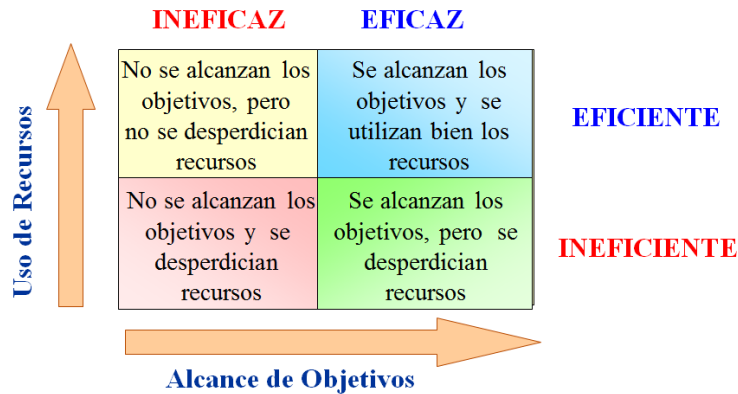 INEFICAZ
EFICAZ
No se alcanzan los
objetivos, pero
no se desperdician
recursos
Se alcanzan los
objetivos y se
utilizan bien los
recursos
EFICIENTE
No se alcanzan los
objetivos y se
desperdician
recursos
Se alcanzan los
objetivos, pero se
desperdician
recursos
INEFICIENTE
Uso de Recursos
Alcance de Objetivos